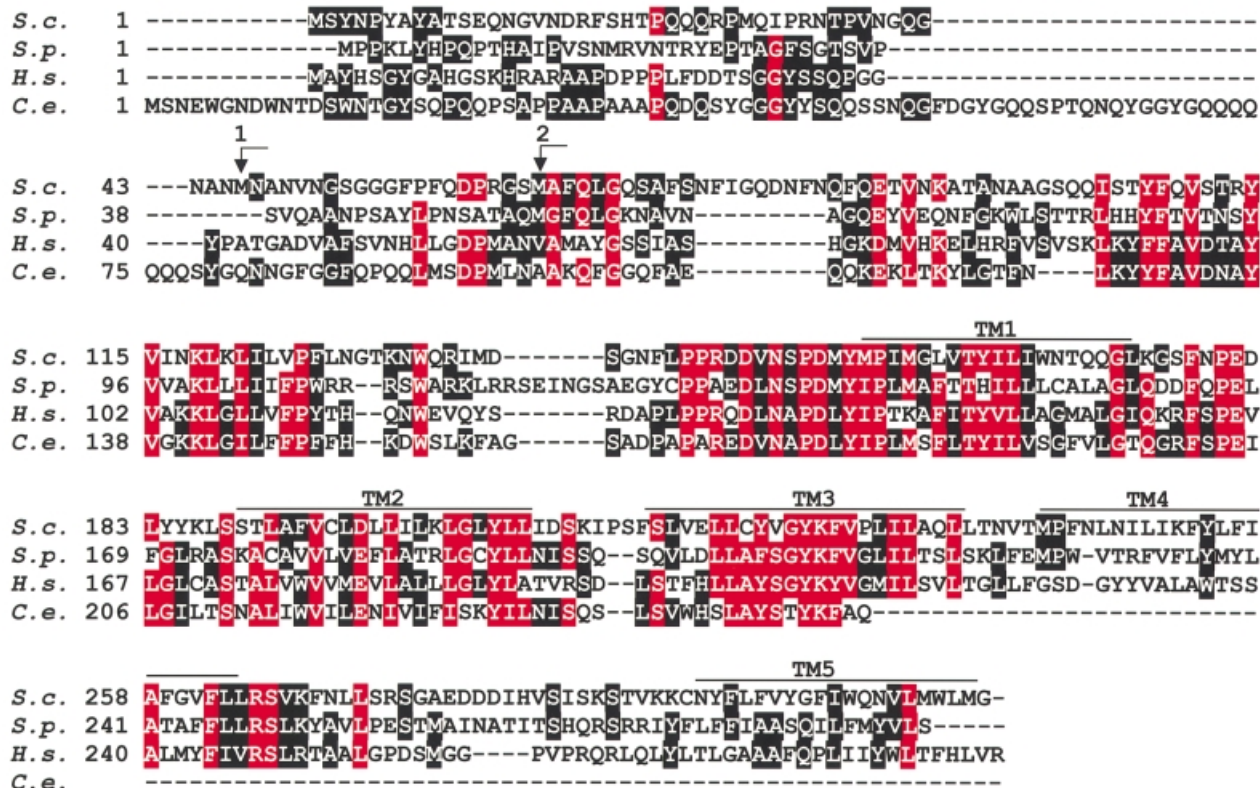 S.c. 1 -----------MSYNPYAYATSEQNGVNDRFSHTPQQQRPMQIPRNTPVNGQG----------------------
S.p. 1 -------------MPPKLYHPQPTHAIPVSNMRVNTRYEPTAGFSGTSVP-------------------------
H.s. 1 -----------MAYHSGYGAHGSKHRARAAPDPPPLFDDTSGGYSSQPGG-------------------------
C.e. 1 MSNEWGNDWNTDSWNTGYSQPQQPSAPPAAPAAAPQDQSYGGGYYSQQSSNQGFDGYGQQSPTQNQYGGYGQQQQ
1 2
S.c. 43 ---NANMNANVNGSGGGFPFQDPRGSMAFQLGQSAFSNFIGQDNFNQFQETVNKATANAAGSQQISTYFQVSTRY
S.p. 38 --------SVQAANPSAYLPNSATAQMGFQLGKNAVN---------AGQEYVEQNFGKWLSTTRLHHYFTVTNSY
H.s. 40 ----YPATGADVAFSVNHLLGDPMANVAMAYGSSIAS---------HGKDMVHKELHRFVSVSKLKYFFAVDTAY
C.e. 75 QQQSYGQNNGFGGFQPQQLMSDPMLNAAKQFGGQFAE---------QQKEKLTKYLGTFN----LKYYFAVDNAY
TM1
S.c. 115 VINKLKLILVPFLNGTKNWQRIMD-------SGNFLPPRDDVNSPDMYMPIMGLVTYILIWNTQQGLKGSFNPED
S.p. 96 VVAKLLLIIFPWRR--RSWARKLRRSEINGSAEGYCPPAEDLNSPDMYIPLMAFTTHILLLCALAGLQDDFQPEL
H.s. 102 VAKKLGLLVFPYTH--QNWEVQYS-------RDAPLPPRQDLNAPDLYIPTKAFITYVLLAGMALGIQKRFSPEV
C.e. 138 VGKKLGILFFPFFH--KDWSLKFAG------SADPAPAREDVNAPDLYIPLMSFLTYILVSGFVLGTQGRFSPEI
TM2 TM3 TM4
S.c. 183 LYYKLSSTLAFVCLDLLILKLGLYLLIDSKIPSFSLVELLCYVGYKFVPLILAQLLTNVTMPFNLNILIKFYLFI
S.p. 169 FGLRASKACAVVLVEFLATRLGCYLLNISSQ--SQVLDLLAFSGYKFVGLILTSLSKLFEMPW-VTRFVFLYMYL
H.s. 167 LGLCASTALVWVVMEVLALLLGLYLATVRSD--LSTFHLLAYSGYKYVGMILSVLTGLLFGSD-GYYVALAWTSS
C.e. 206 LGILTSNALIWVILENIVIFISKYILNISQS--LSVWHSLAYSTYKFAQ--------------------------
TM5
S.c. 258 AFGVFLLRSVKFNLLSRSGAEDDDIHVSISKSTVKKCNYFLFVYGFIWQNVLMWLMG-
S.p. 241 ATAFFLLRSLKYAVLPESTMAINATITSHQRSRRIYFLFFIAASQILFMYVLS-----
H.s. 240 ALMYFIVRSLRTAALGPDSMGG----PVPRQRLQLYLTLGAAAFQPLIIYWLTFHLVR
C.e. ----------------------------------------------------------